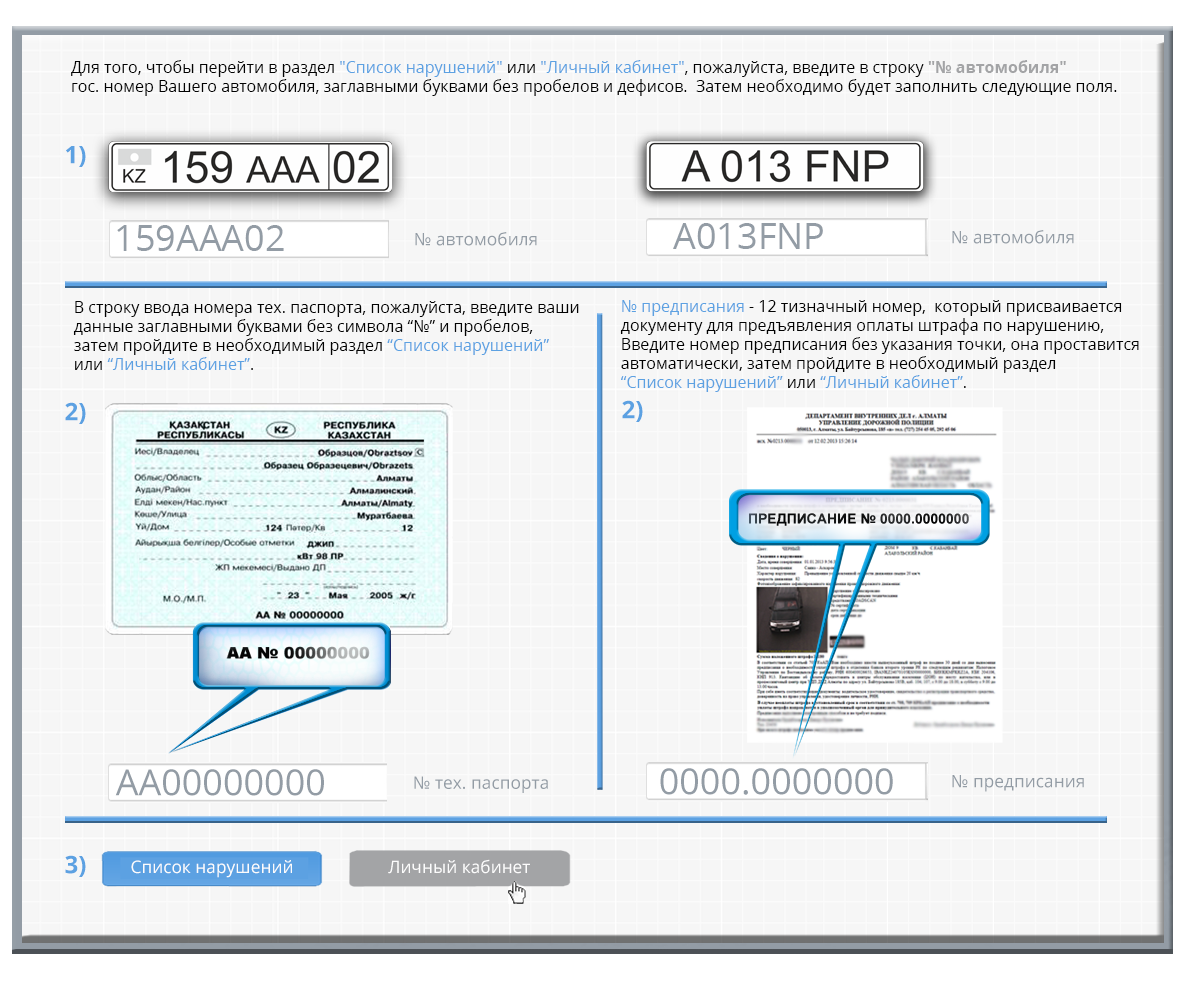 Для того, чтобы перейти в раздел "Список нарушений" или "Личный кабинет", пожалуйста, введите в строку "№ автомобиля"
гос. номер Вашего автомобиля, заглавными буквами без пробелов и дефисов. Затем необходимо будет заполнить следующие поля.
1)
KZ 159 AAA 02
A 013 FNP
159AAA02 № автомобиля
A013FNP № автомобиля
В строку ввода номера тех. паспорта, пожалуйста, введите ваши
данные заглавными буквами без символа “№” и пробелов,
затем пройдите в необходимый раздел “Список нарушений”
или “Личный кабинет”.
2)
ҚАЗАҚСТАН РЕСПУБЛИКАСЫ
KZ
РЕСПУБЛИКА КАЗАХСТАН
Иесі/Владелец Образцов/Obraztsov C
Образец Образецевич/Obrazets
Облыс/Область Алматы
Аудан/Район Алмалинский
Елді мекен/Нас.пункт Алматы/Almaty
Көше/Улица Муратбаева
Үй/Дом 124 Пәтер/Кв 12
Айырықша белгілер/Особые отметки джип
кВт 98 ПР
ЖП мекемесі/Выдано ДП
М.О./М.П. " 23 " Мая 2005 ж/г
АА № 00000000
АА № 00000000
AA00000000 № тех. паспорта
№ предписания - 12 тизначный номер, который присваивается
документу для предъявления оплаты штрафа по нарушению,
Введите номер предписания без указания точки, она проставится
автоматически, затем пройдите в необходимый раздел
“Список нарушений” или “Личный кабинет”.
2)
ДЕПАРТАМЕНТ ВНУТРЕННИХ ДЕЛ г. АЛМАТЫ
УПРАВЛЕНИЕ ДОРОЖНОЙ ПОЛИЦИИ
ПРЕДПИСАНИЕ № 0000.0000000
0000.0000000 № предписания
3)
Список нарушений
Личный кабинет